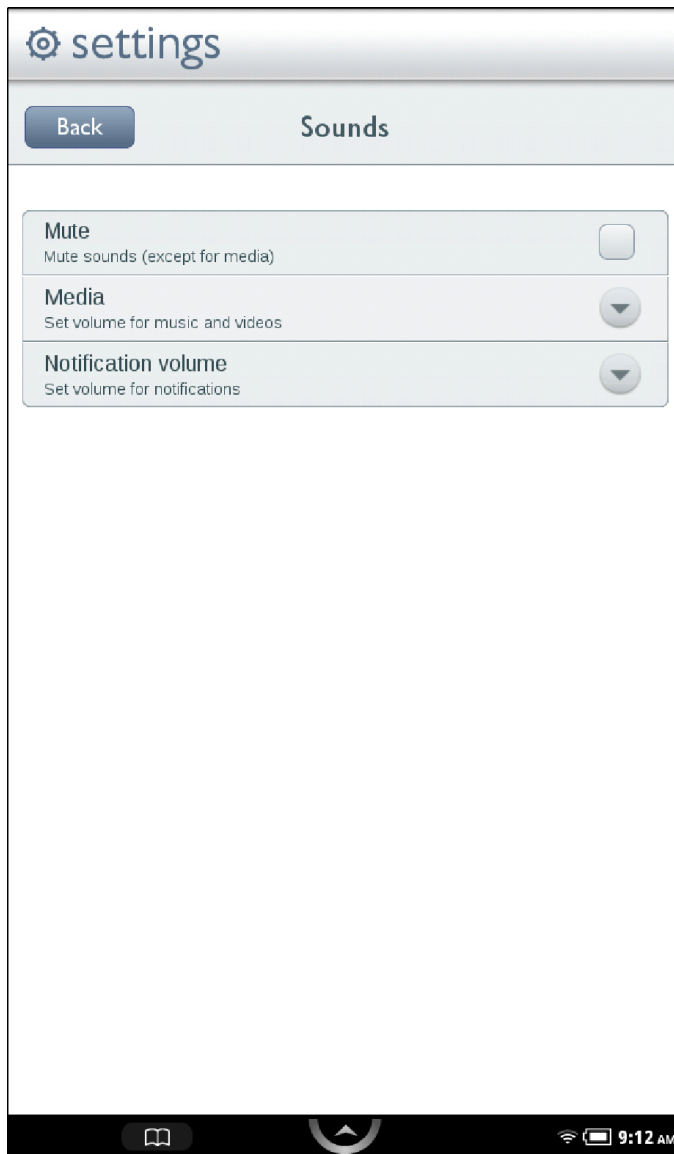 settings
Back
Sounds
Mute
Mute sounds (except for media)
Media
Set volume for music and videos
Notification volume
Set volume for notifications
9:12 AM